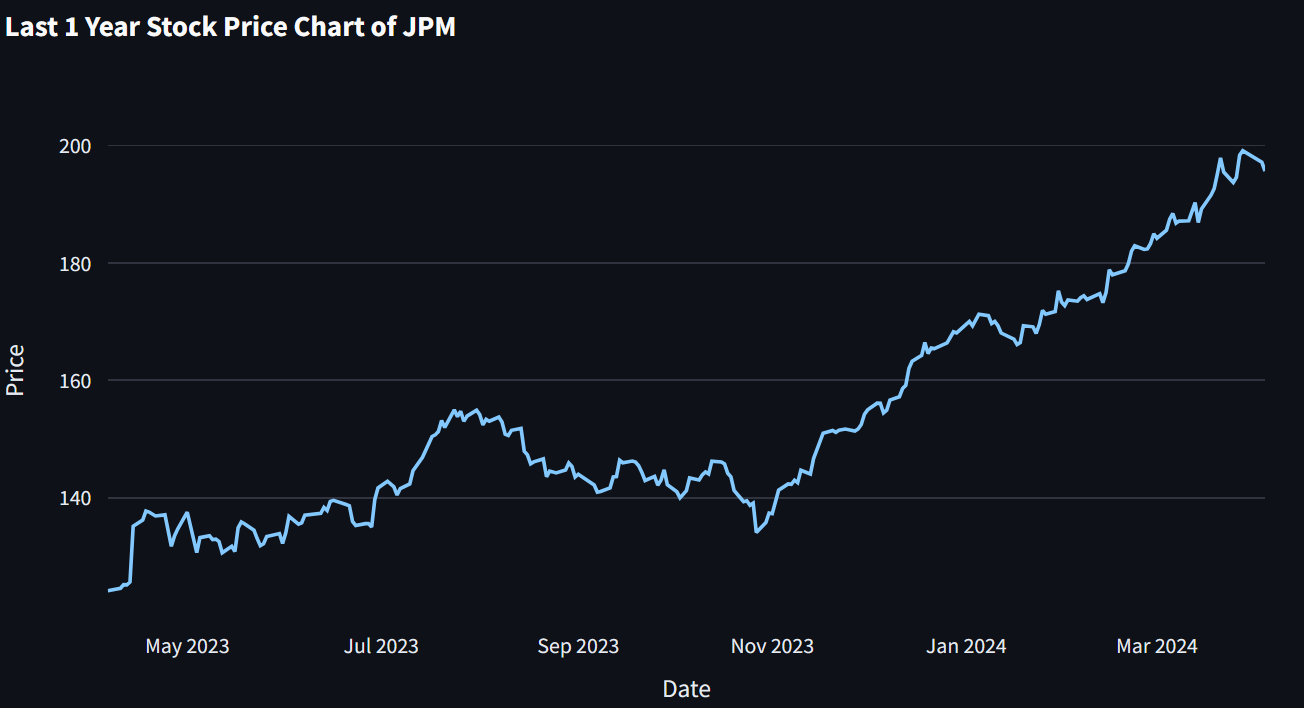 Last 1 Year Stock Price Chart of JPM
200
180
160
140
Price
May 2023
Jul 2023
Sep 2023
Nov 2023
Jan 2024
Mar 2024
Date